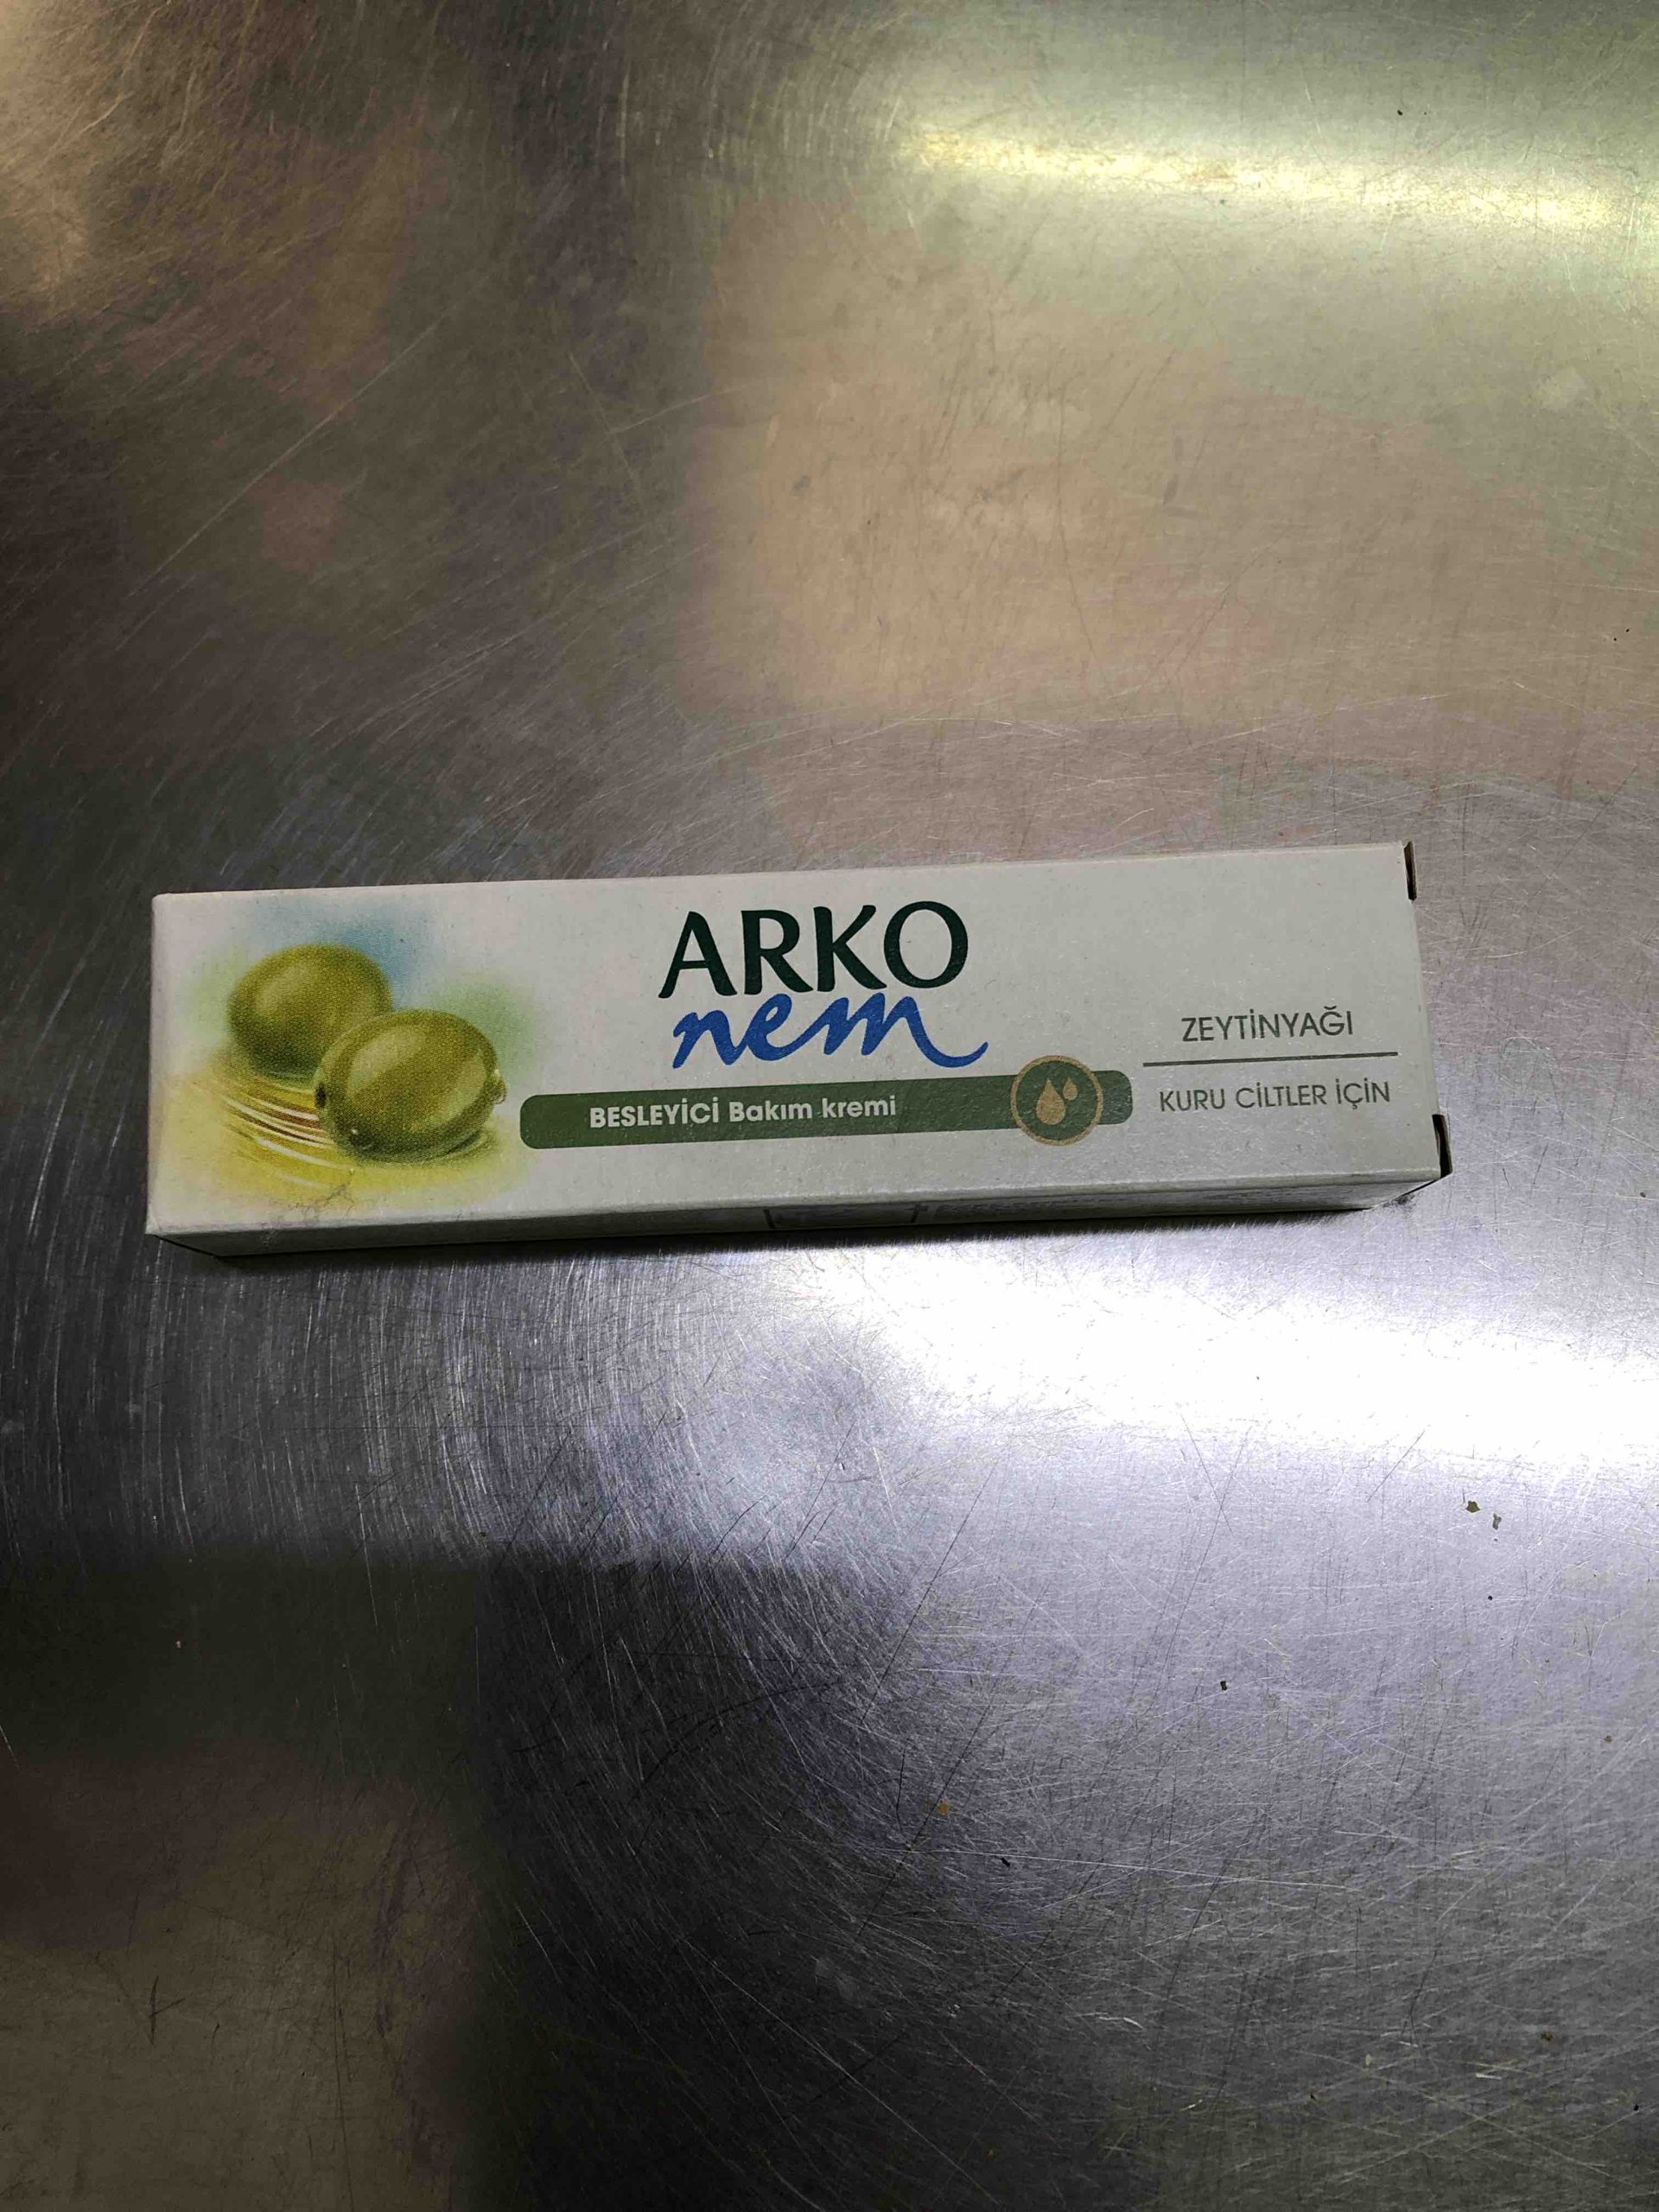 ARKO
nem
BESLEYİCİ Bakım kremi
ZEYTİNYAĞI
KURU CİLTLER İÇİN